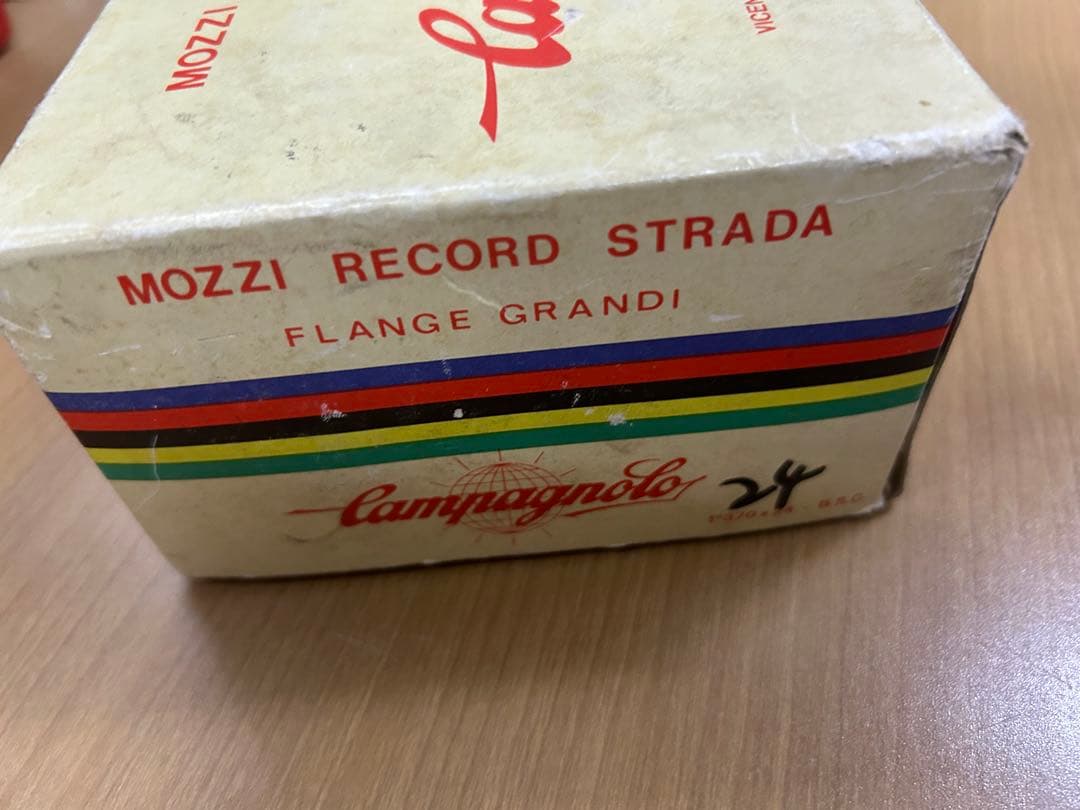 MOZZI
VICEN
MOZZI RECORD STRADA
FLANGE GRANDI
Campagnolo
24
B.S.C.